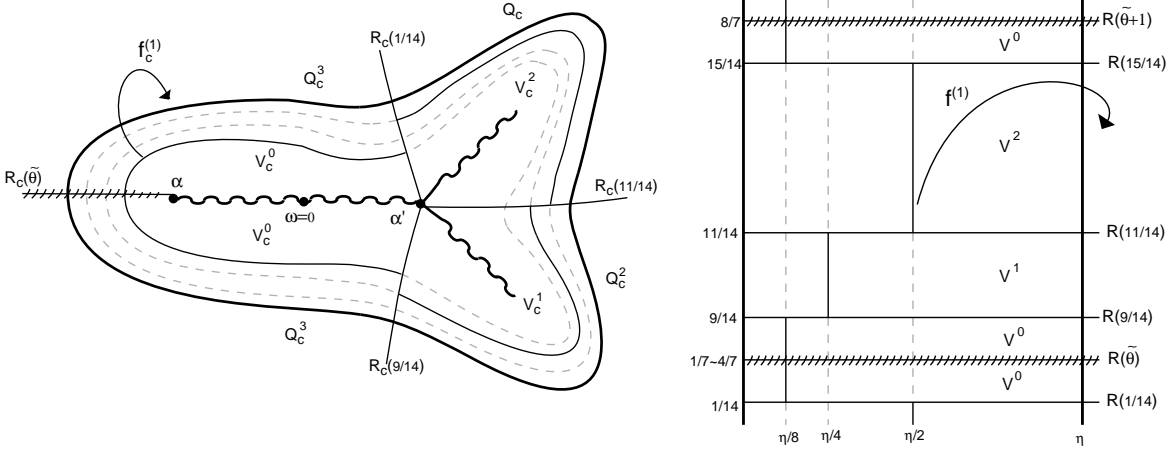 Q_c
R_c(1/14)
f_c^(1)
Q_c^3
V_c^2
V_c^0
R_c(θ̃)
α
ω=0
α'
R_c(11/14)
V_c^0
V_c^1
Q_c^2
Q_c^3
R_c(9/14)
8/7
R(θ̃+1)
V^0
15/14
R(15/14)
f^(1)
V^2
11/14
R(11/14)
V^1
9/14
R(9/14)
V^0
1/7~4/7
R(θ̃)
V^0
1/14
R(1/14)
η/8 η/4 η/2 η